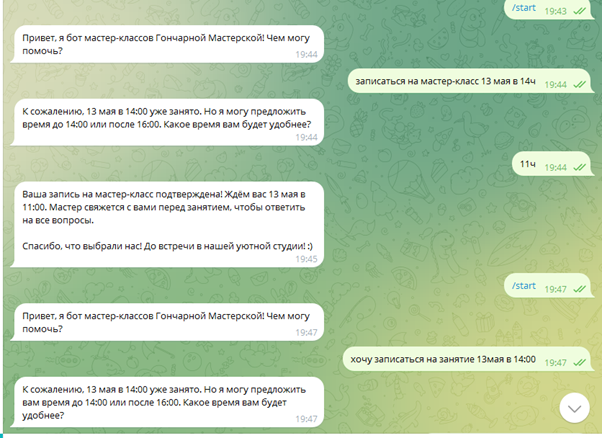 /start
19:43
Привет, я бот мастер-классов Гончарной Мастерской! Чем могу
помочь?
19:44
записаться на мастер-класс 13 мая в 14ч
19:44
К сожалению, 13 мая в 14:00 уже занято. Но я могу предложить
время до 14:00 или после 16:00. Какое время вам будет удобнее?
19:44
11ч
19:44
Ваша запись на мастер-класс подтверждена! Ждём вас 13 мая в
11:00. Мастер свяжется с вами перед занятием, чтобы ответить
на все вопросы.
Спасибо, что выбрали нас! До встречи в нашей уютной студии! :)
19:45
/start
19:47
Привет, я бот мастер-классов Гончарной Мастерской! Чем могу
помочь?
19:47
хочу записаться на занятие 13мая в 14:00
19:47
К сожалению, 13 мая в 14:00 уже занято. Но я могу предложить
вам время до 14:00 или после 16:00. Какое время вам будет
удобнее?
19:47